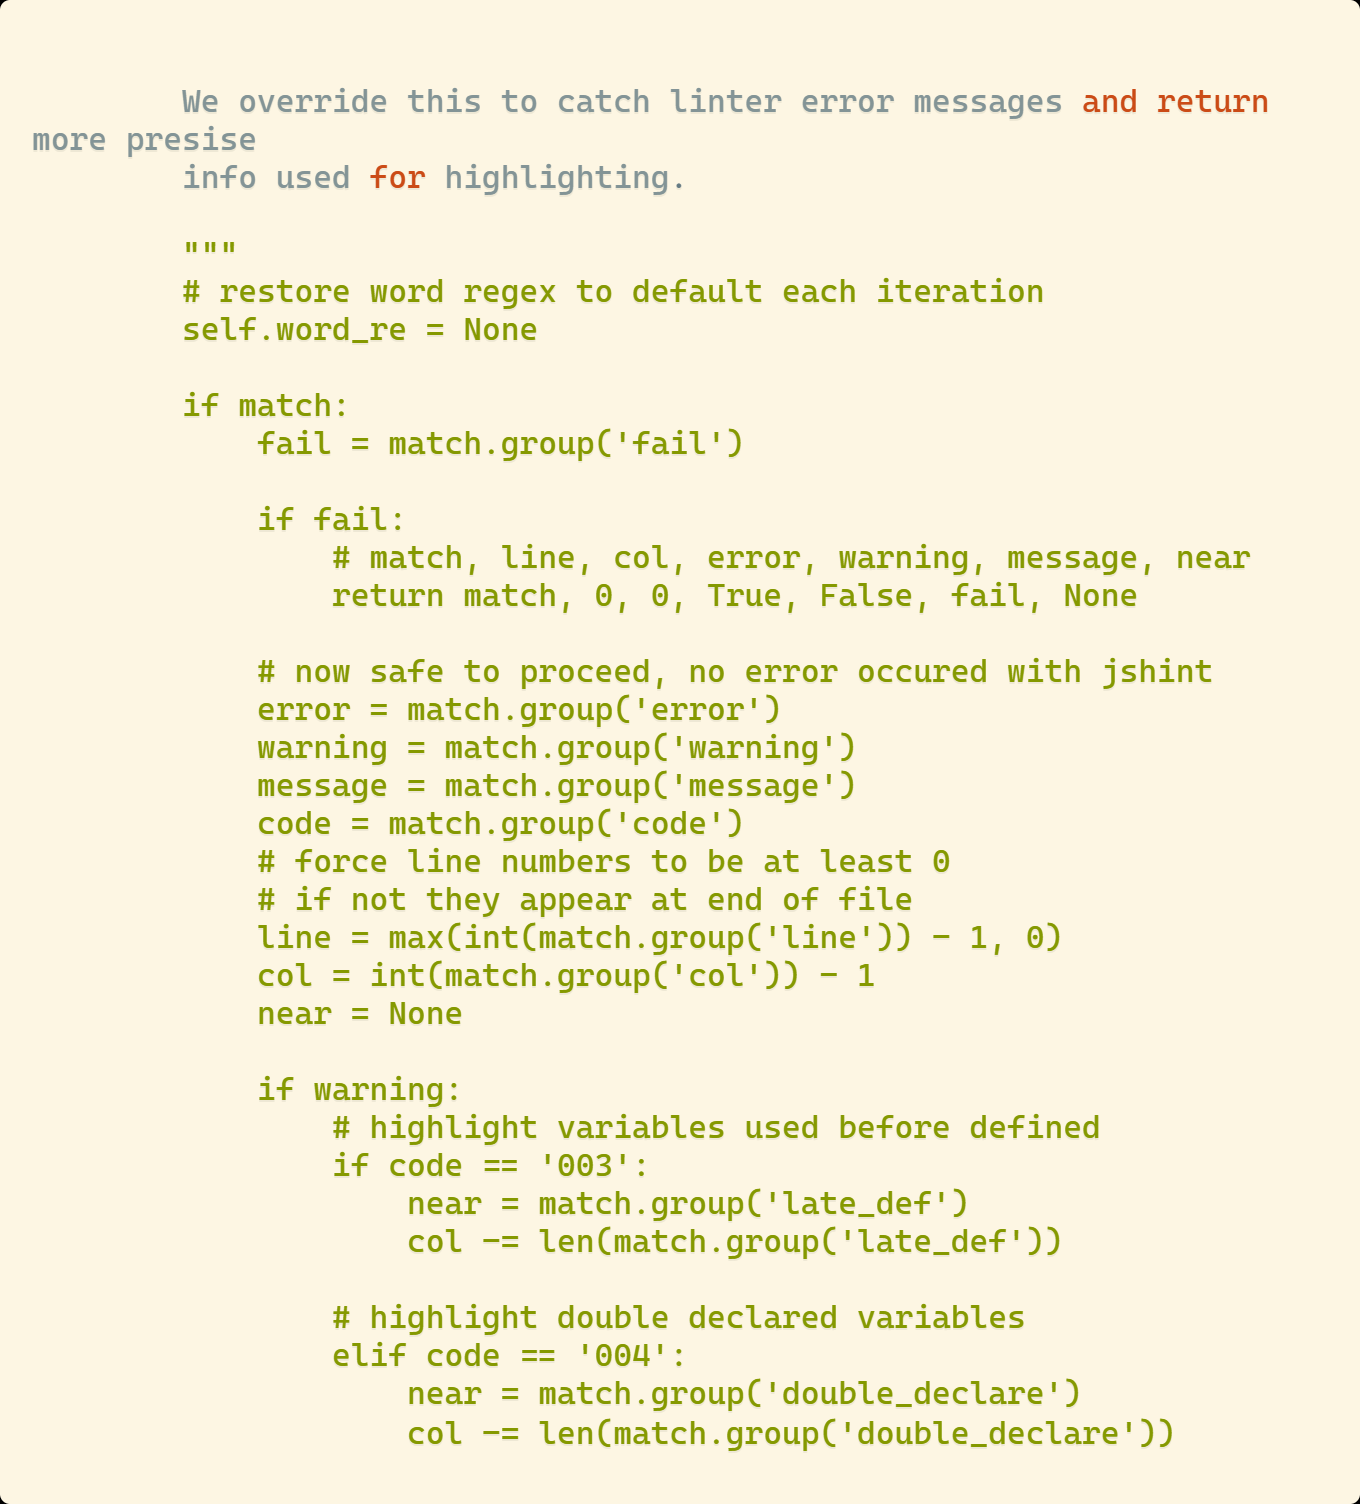 We override this to catch linter error messages and return
more presise
info used for highlighting.
"""
# restore word regex to default each iteration
self.word_re = None
if match:
fail = match.group('fail')
if fail:
# match, line, col, error, warning, message, near
return match, 0, 0, True, False, fail, None
# now safe to proceed, no error occured with jshint
error = match.group('error')
warning = match.group('warning')
message = match.group('message')
code = match.group('code')
# force line numbers to be at least 0
# if not they appear at end of file
line = max(int(match.group('line')) - 1, 0)
col = int(match.group('col')) - 1
near = None
if warning:
# highlight variables used before defined
if code == '003':
near = match.group('late_def')
col -= len(match.group('late_def'))
# highlight double declared variables
elif code == '004':
near = match.group('double_declare')
col -= len(match.group('double_declare'))